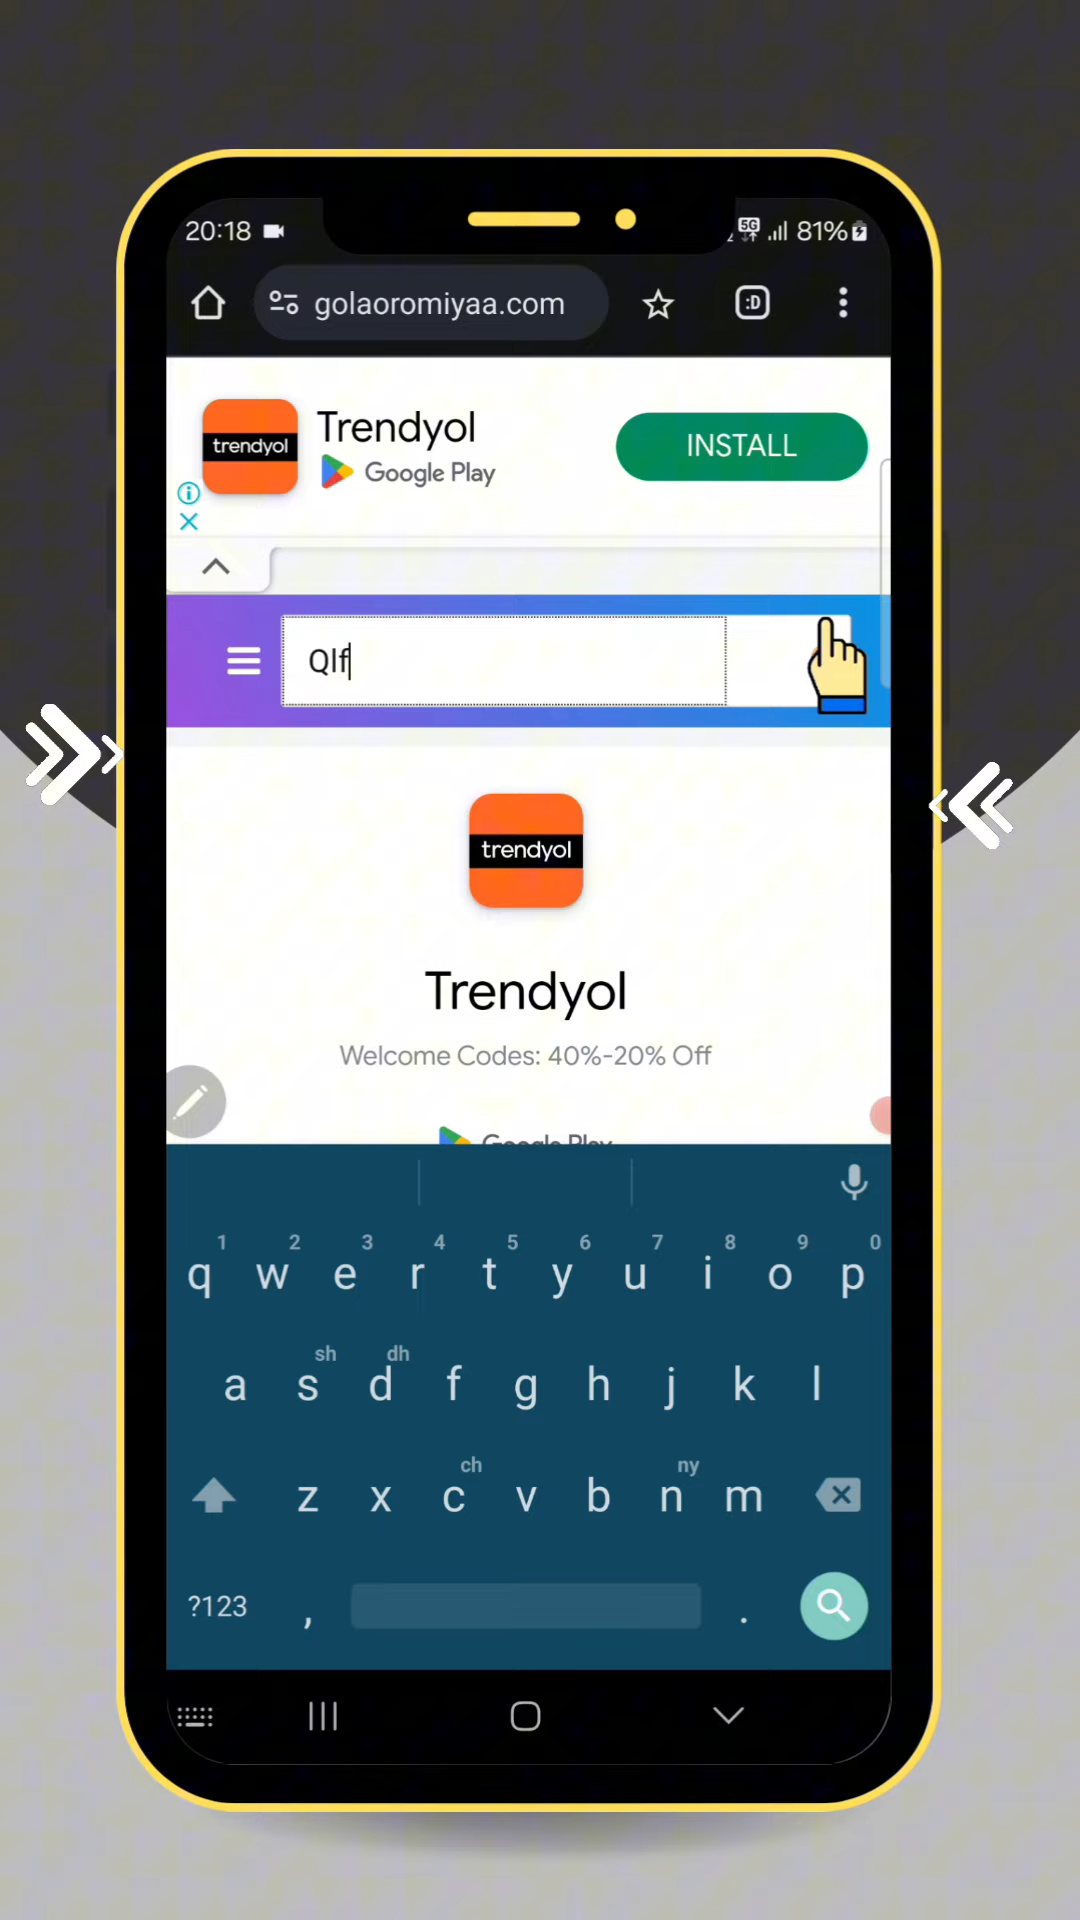 20:18
5G
81%
golaoromiyaa.com
:D
trendyol
Trendyol
Google Play
INSTALL
Qlf
trendyol
Trendyol
Welcome Codes: 40%-20% Off
Google Play
1 2 3 4 5 6 7 8 9 0
q w e r t y u i o p
sh dh
a s d f g h j k l
ch ny
z x c v b n m
?123 , .